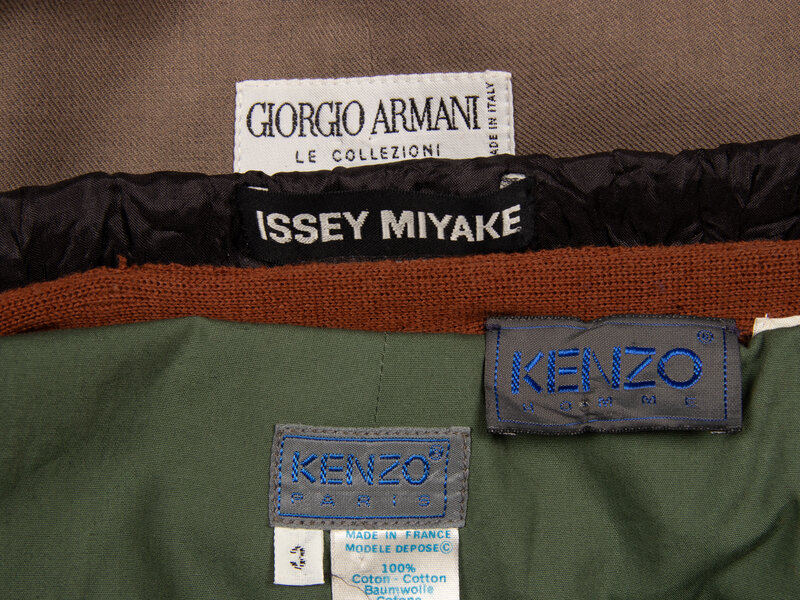 GIORGIO ARMANI
LE COLLEZIONI
MADE IN ITALY
ISSEY MIYAKE
KENZO®
HOMME
KENZO®
PARIS
MADE IN FRANCE
MODELE DEPOSE©
100%
Coton - Cotton
Baumwolle